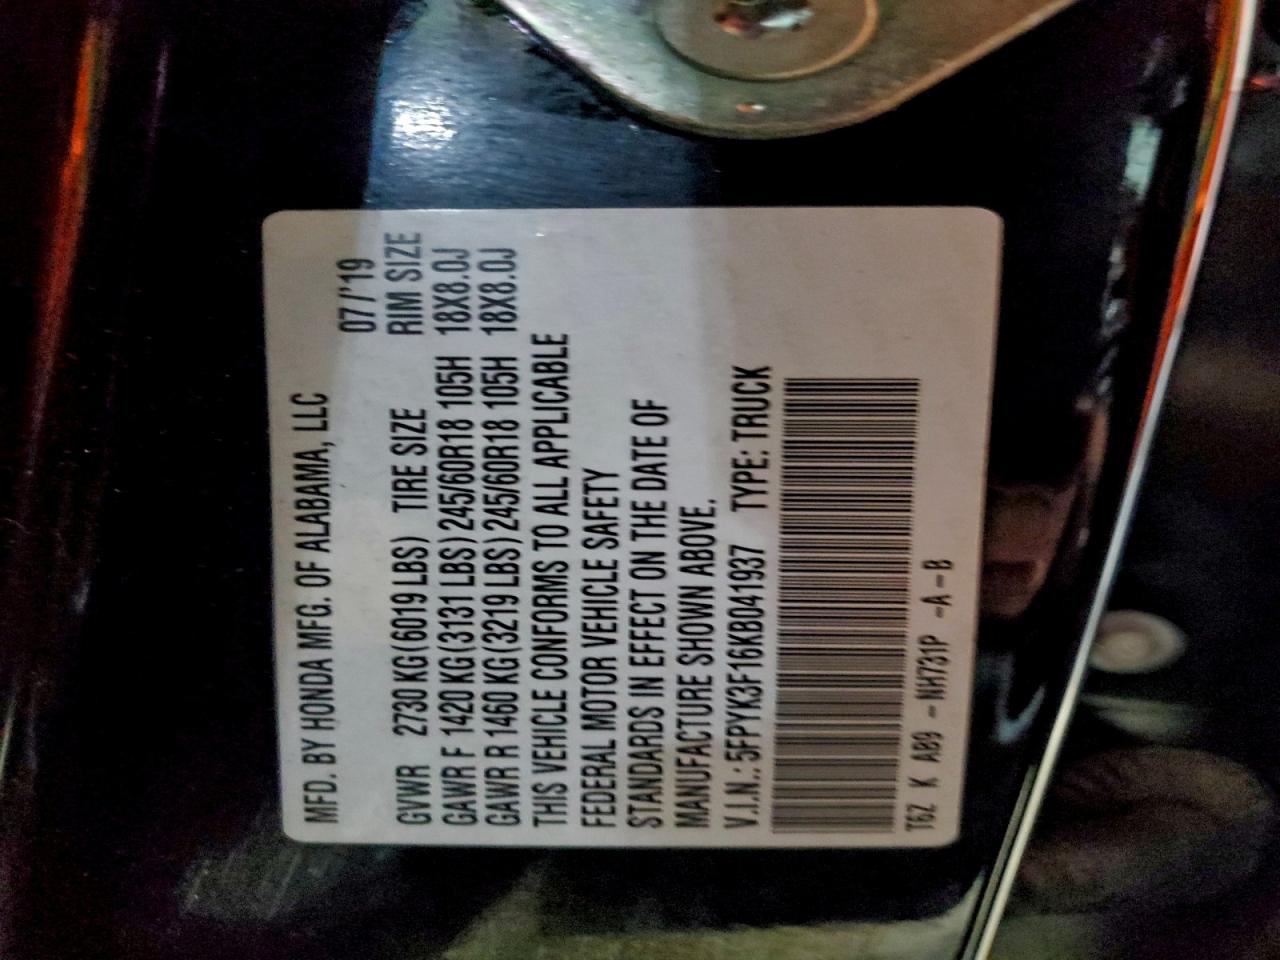 MFD. BY HONDA MFG. OF ALABAMA, LLC
07/'19
GVWR 2730 KG(6019 LBS) TIRE SIZE RIM SIZE
GAWR F 1420 KG(3131 LBS) 245/60R18 105H 18X8.0J
GAWR R 1460 KG(3219 LBS) 245/60R18 105H 18X8.0J
THIS VEHICLE CONFORMS TO ALL APPLICABLE
FEDERAL MOTOR VEHICLE SAFETY
STANDARDS IN EFFECT ON THE DATE OF
MANUFACTURE SHOWN ABOVE.
V.I.N.: 5FPYK3F16KB041937 TYPE: TRUCK
T6Z K AB9 -NH731P -A-B